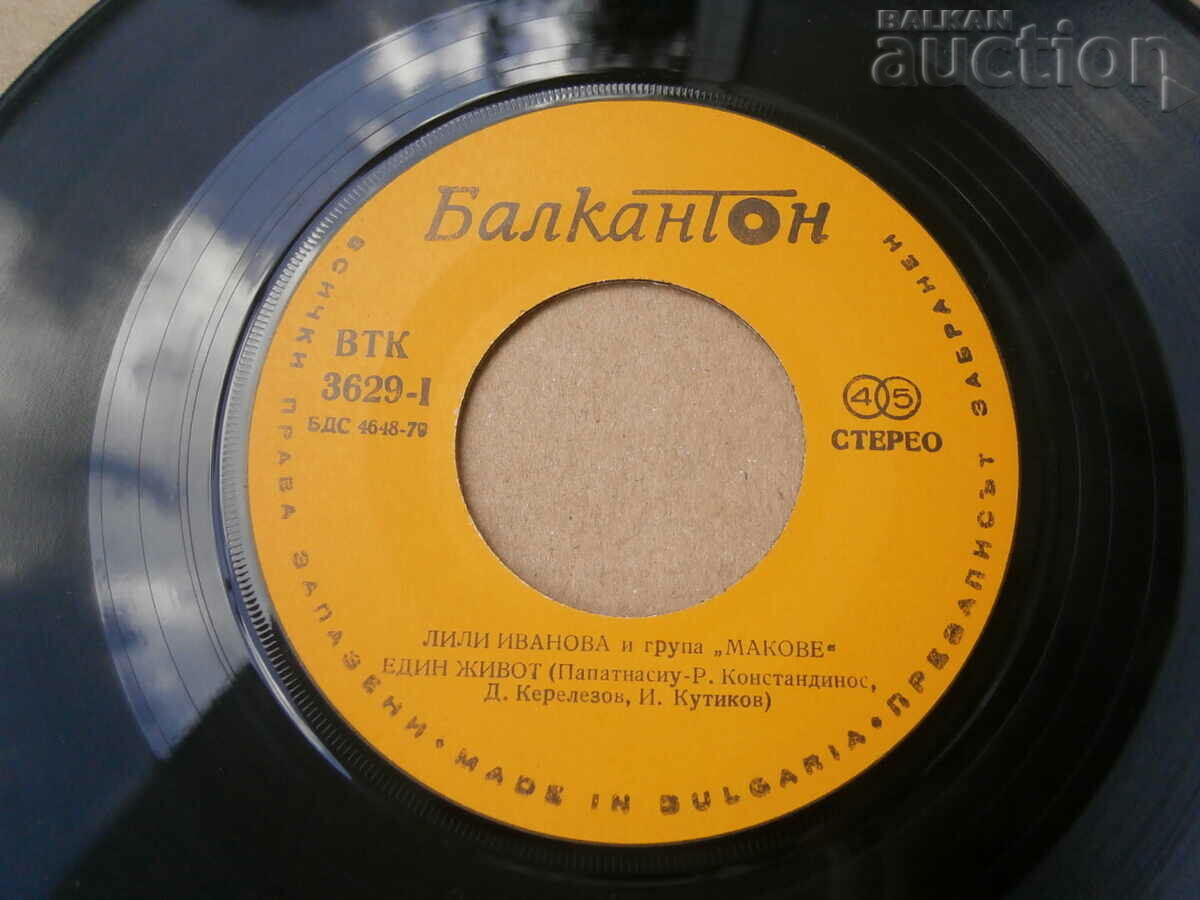 BALKAN
auction
Балкантон
ВТК
3629-I
БДС 4648-79
45
СТЕРЕО
ЛИЛИ ИВАНОВА и група „МАКОВЕ“
ЕДИН ЖИВОТ (Папатнасиу-Р. Константинос,
Д. Керелезов, И. Кутиков)
ВСИЧКИ ПРАВА ЗАПАЗЕНИ • MADE IN BULGARIA • ПРЕЗАПИСЪТ ЗАБРАНЕН